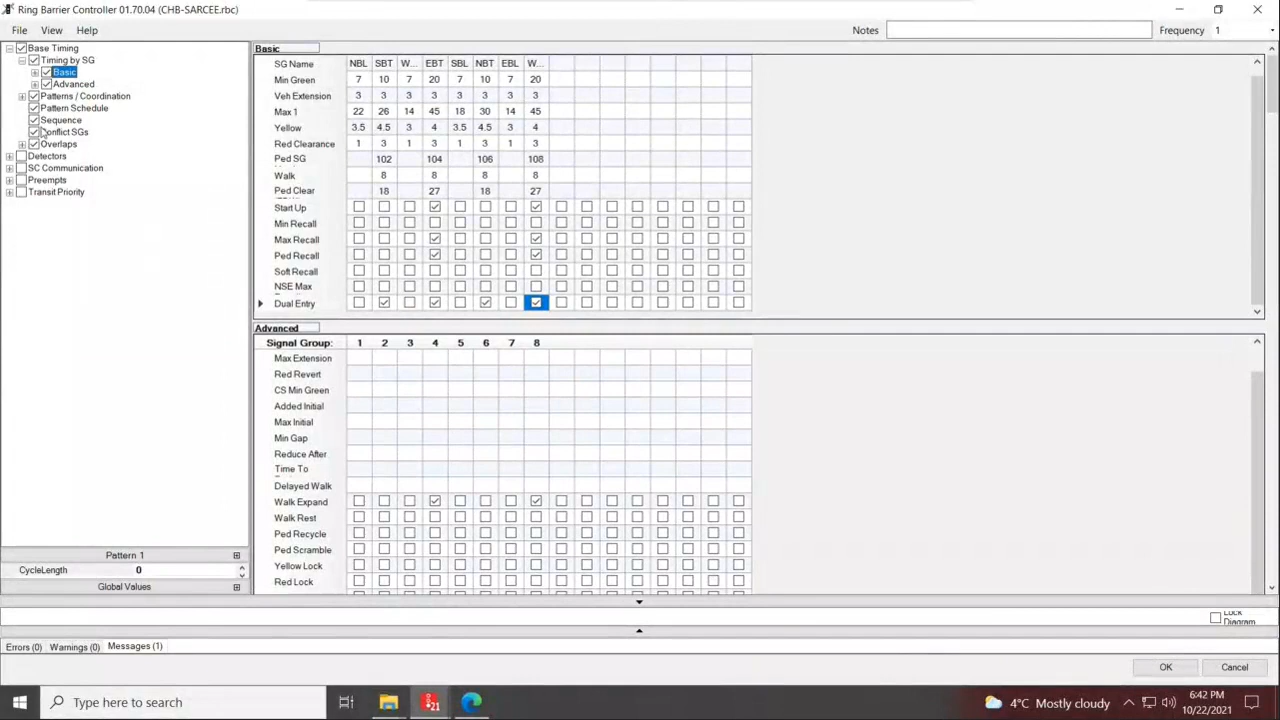 Ring Barrier Controller 01.70.04 (CHB-SARCEE.rbc)
File View Help Notes Frequency 1
Base Timing
Timing by SG
Basic
Advanced
Patterns / Coordination
Pattern Schedule
Sequence
Conflict SGs
Overlaps
Detectors
SC Communication
Preempts
Transit Priority
Pattern 1
CycleLength 0
Global Values
Basic
SG Name NBL SBT W... EBT SBL NBT EBL W...
Min Green 7 10 7 20 7 10 7 20
Veh Extension 3 3 3 3 3 3 3 3
Max 1 22 26 14 45 18 30 14 45
Yellow 3.5 4.5 3 4 3.5 4.5 3 4
Red Clearance 1 3 1 3 1 3 1 3
Ped SG 102 104 106 108
Walk 8 8 8 8
Ped Clear 18 27 18 27
Start Up
Min Recall
Max Recall
Ped Recall
Soft Recall
NSE Max
Dual Entry
Advanced
Signal Group: 1 2 3 4 5 6 7 8
Max Extension
Red Revert
CS Min Green
Added Initial
Max Initial
Min Gap
Reduce After
Time To
Delayed Walk
Walk Expand
Walk Rest
Ped Recycle
Ped Scramble
Yellow Lock
Red Lock
Lock
Diagram
Errors (0) Warnings (0) Messages (1)
OK Cancel
Type here to search
21
4°C Mostly cloudy
6:42 PM
10/22/2021